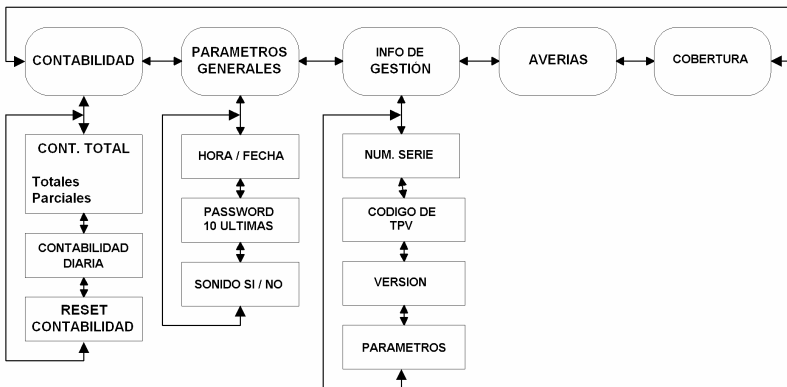 CONTABILIDAD
PARAMETROS
GENERALES
INFO DE
GESTIÓN
AVERIAS
COBERTURA
CONT. TOTAL
Totales
Parciales
CONTABILIDAD
DIARIA
RESET
CONTABILIDAD
HORA / FECHA
PASSWORD
10 ULTIMAS
SONIDO SI / NO
NUM. SERIE
CODIGO DE
TPV
VERSION
PARAMETROS